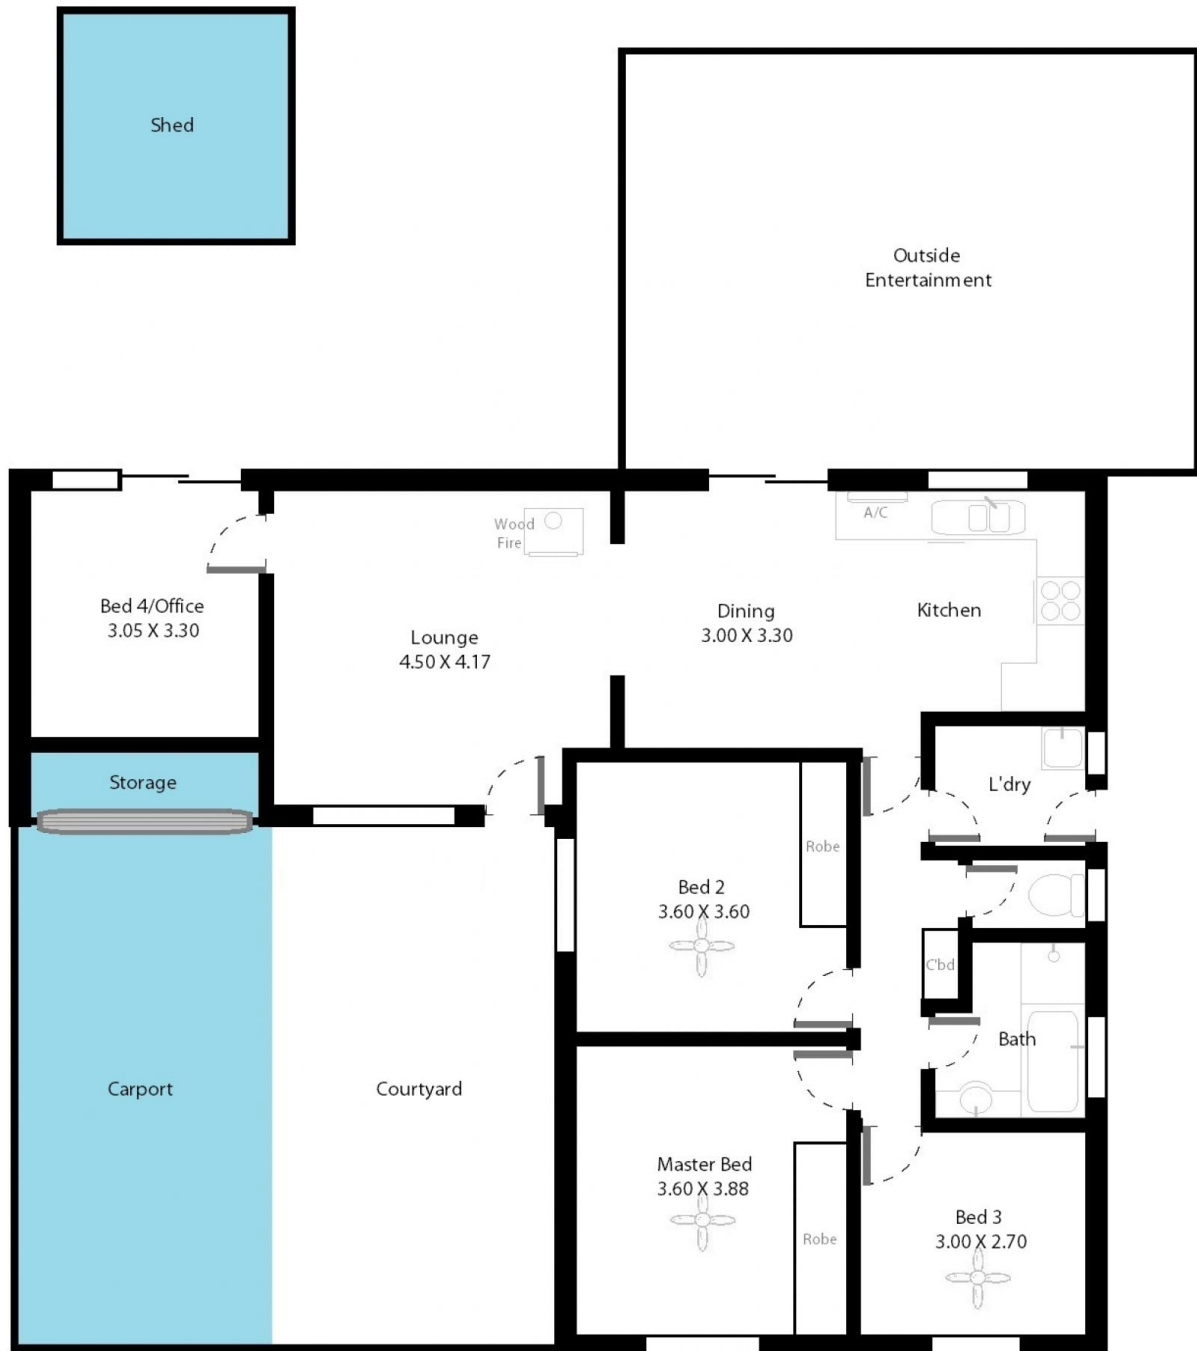 Shed
Outside
Entertainment
A/C
Wood
Fire
Bed 4/Office
3.05 X 3.30
Lounge
4.50 X 4.17
Dining
3.00 X 3.30
Kitchen
Storage
L'dry
Robe
Bed 2
3.60 X 3.60
C'bd
Bath
Carport
Courtyard
Master Bed
3.60 X 3.88
Robe
Bed 3
3.00 X 2.70